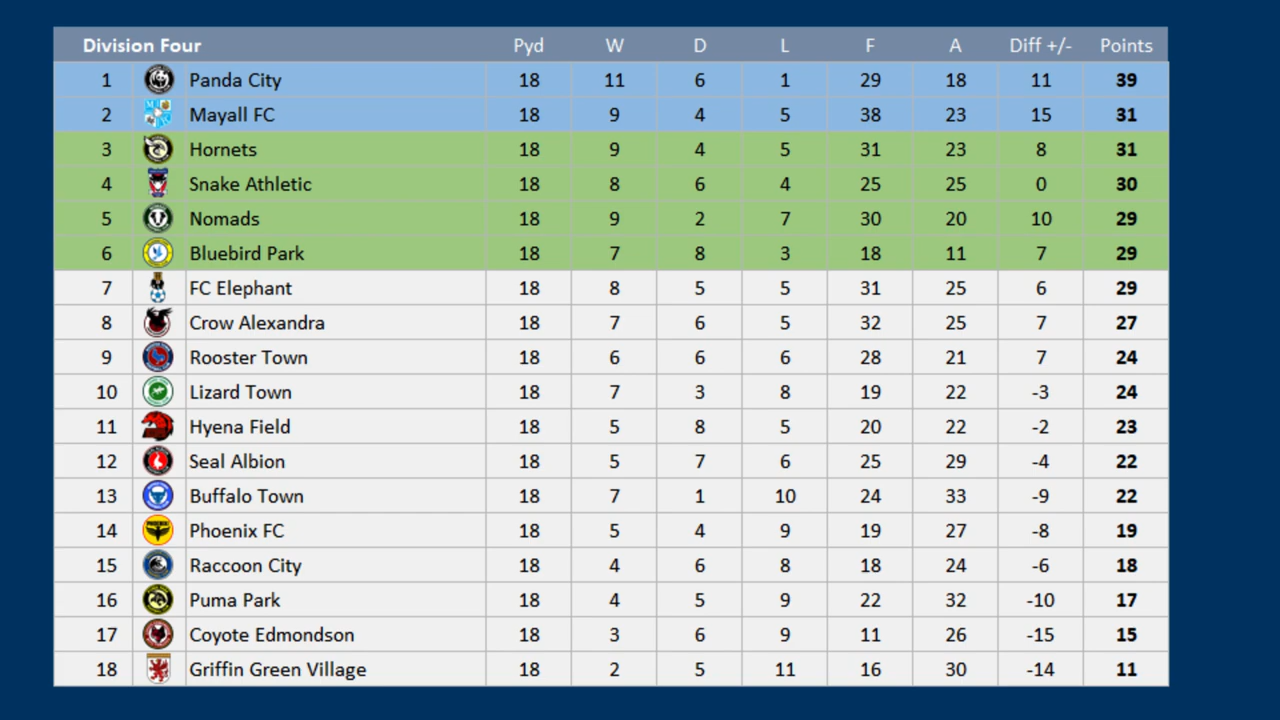 Division Four Pyd W D L F A Diff +/- Points
1 Panda City 18 11 6 1 29 18 11 39
2 Mayall FC 18 9 4 5 38 23 15 31
3 Hornets 18 9 4 5 31 23 8 31
4 Snake Athletic 18 8 6 4 25 25 0 30
5 Nomads 18 9 2 7 30 20 10 29
6 Bluebird Park 18 7 8 3 18 11 7 29
7 FC Elephant 18 8 5 5 31 25 6 29
8 Crow Alexandra 18 7 6 5 32 25 7 27
9 Rooster Town 18 6 6 6 28 21 7 24
10 Lizard Town 18 7 3 8 19 22 -3 24
11 Hyena Field 18 5 8 5 20 22 -2 23
12 Seal Albion 18 5 7 6 25 29 -4 22
13 Buffalo Town 18 7 1 10 24 33 -9 22
14 Phoenix FC 18 5 4 9 19 27 -8 19
15 Raccoon City 18 4 6 8 18 24 -6 18
16 Puma Park 18 4 5 9 22 32 -10 17
17 Coyote Edmondson 18 3 6 9 11 26 -15 15
18 Griffin Green Village 18 2 5 11 16 30 -14 11